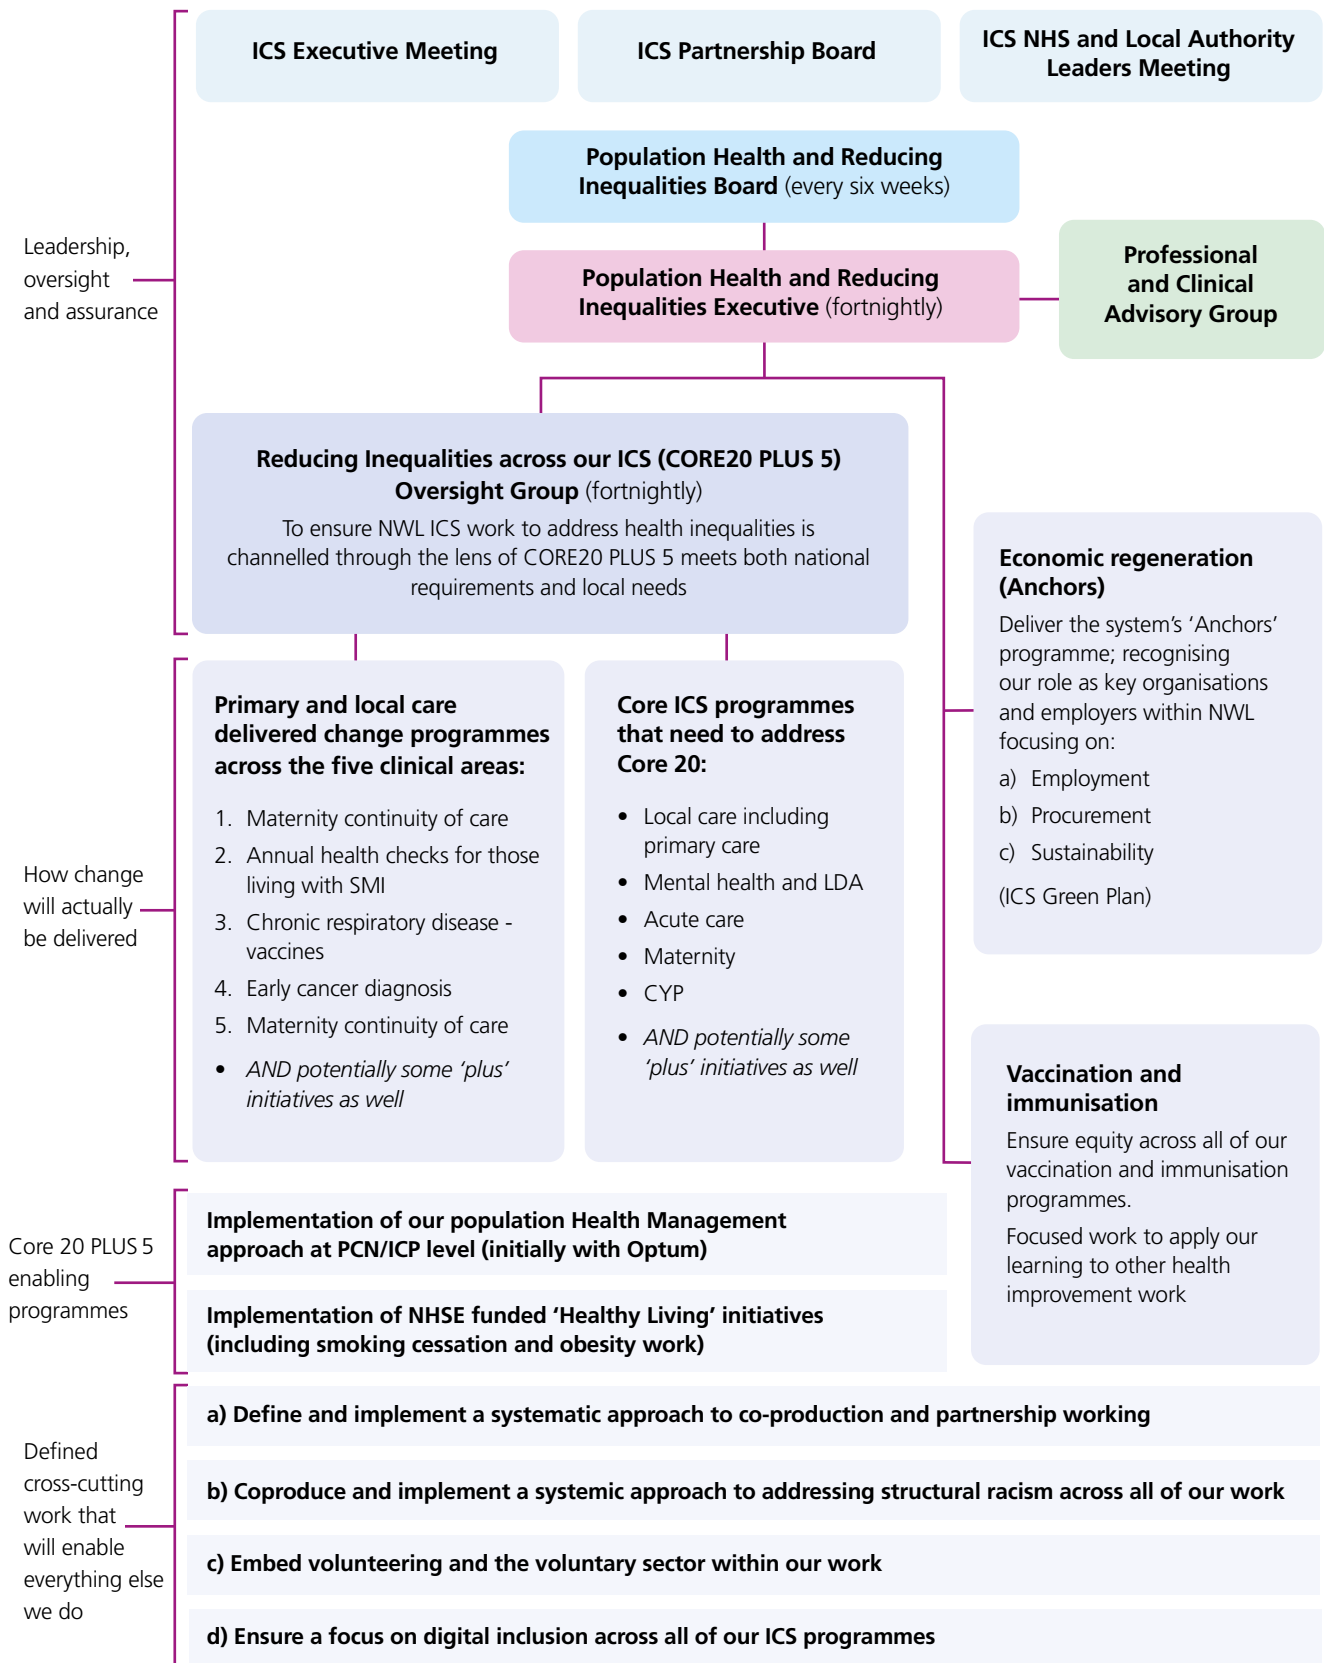 ICS Executive Meeting
ICS Partnership Board
ICS NHS and Local Authority
Leaders Meeting
Population Health and Reducing
Inequalities Board (every six weeks)
Leadership,
oversight
and assurance
Population Health and Reducing
Inequalities Executive (fortnightly)
Professional
and Clinical
Advisory Group
Reducing Inequalities across our ICS (CORE20 PLUS 5)
Oversight Group (fortnightly)
To ensure NWL ICS work to address health inequalities is
channelled through the lens of CORE20 PLUS 5 meets both national
requirements and local needs
How change
will actually
be delivered
Primary and local care
delivered change programmes
across the five clinical areas:
1. Maternity continuity of care
2. Annual health checks for those
living with SMI
3. Chronic respiratory disease -
vaccines
4. Early cancer diagnosis
5. Maternity continuity of care
• AND potentially some ‘plus’
initiatives as well
Core ICS programmes
that need to address
Core 20:
• Local care including
primary care
• Mental health and LDA
• Acute care
• Maternity
• CYP
• AND potentially some
‘plus’ initiatives as well
Economic regeneration
(Anchors)
Deliver the system’s ‘Anchors’
programme; recognising
our role as key organisations
and employers within NWL
focusing on:
a) Employment
b) Procurement
c) Sustainability
(ICS Green Plan)
Vaccination and
immunisation
Ensure equity across all of our
vaccination and immunisation
programmes.
Focused work to apply our
learning to other health
improvement work
Core 20 PLUS 5
enabling
programmes
Implementation of our population Health Management
approach at PCN/ICP level (initially with Optum)
Implementation of NHSE funded ‘Healthy Living’ initiatives
(including smoking cessation and obesity work)
Defined
cross-cutting
work that
will enable
everything else
we do
a) Define and implement a systematic approach to co-production and partnership working
b) Coproduce and implement a systemic approach to addressing structural racism across all of our work
c) Embed volunteering and the voluntary sector within our work
d) Ensure a focus on digital inclusion across all of our ICS programmes